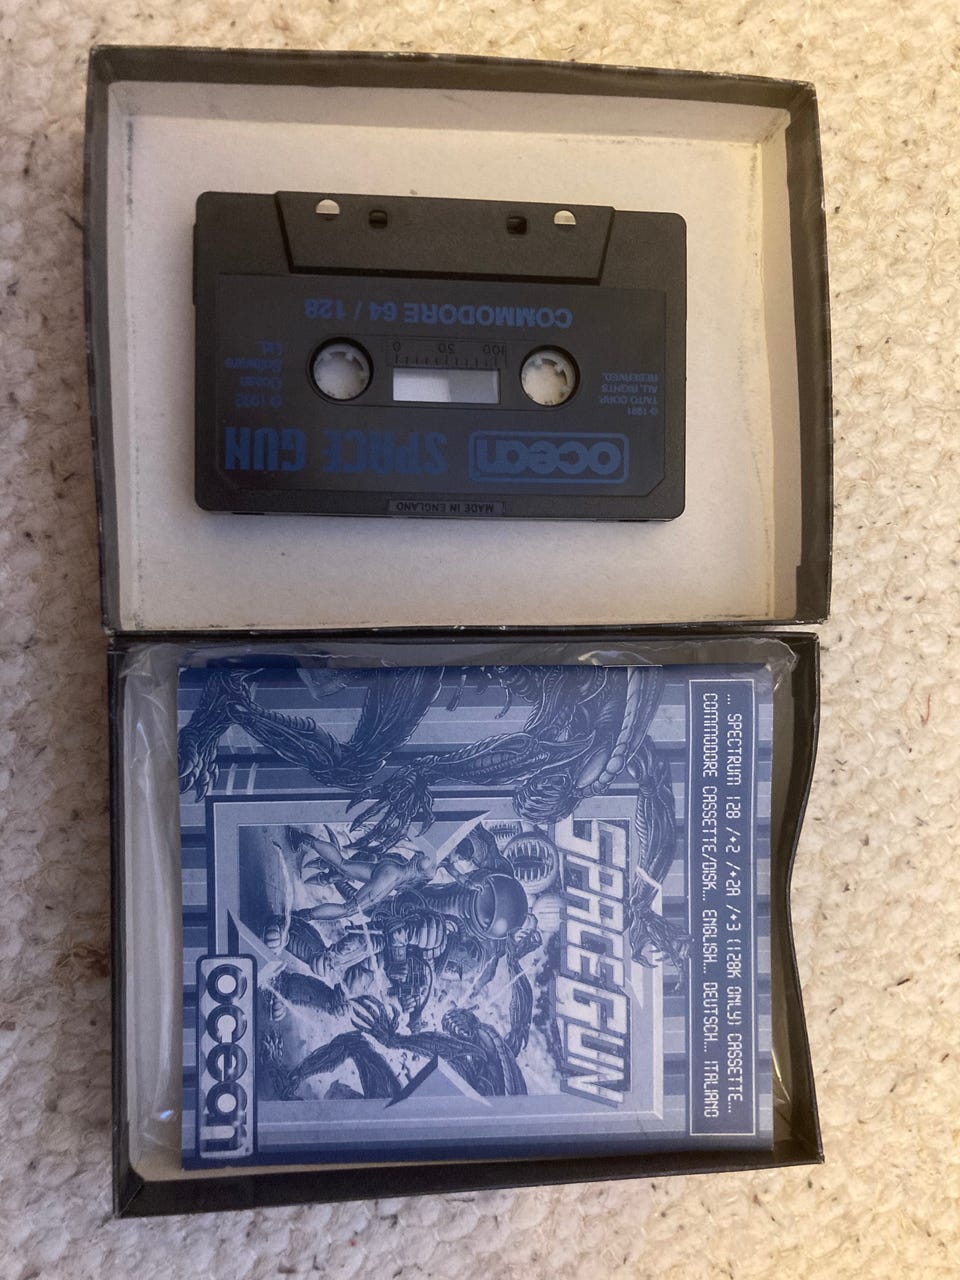 ocean
SPACE GUN
© 1991
TAITO CORP.
ALL RIGHTS
RESERVED.
100 50 0
© 1992
Ocean
Software
Ltd.
COMMODORE 64 / 128
MADE IN ENGLAND
... SPECTRUM 128 /+2 /+2A /+3 (128K ONLY) CASSETTE...
COMMODORE CASSETTE/DISK... ENGLISH... DEUTSCH... ITALIANO
SPACE GUN
ocean